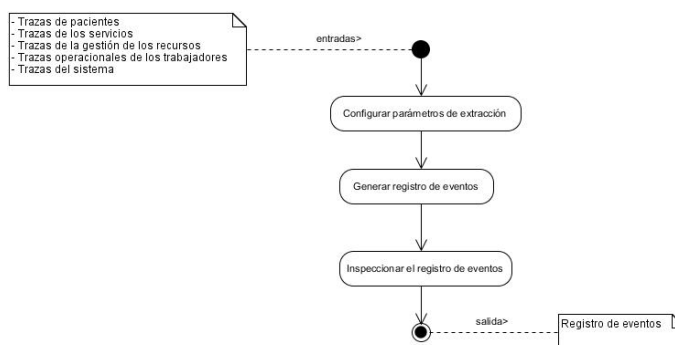 - Trazas de pacientes
- Trazas de los servicios
- Trazas de la gestión de los recursos
- Trazas operacionales de los trabajadores
- Trazas del sistema
entradas>
Configurar parámetros de extracción
Generar registro de eventos
Inspeccionar el registro de eventos
salida>
Registro de eventos